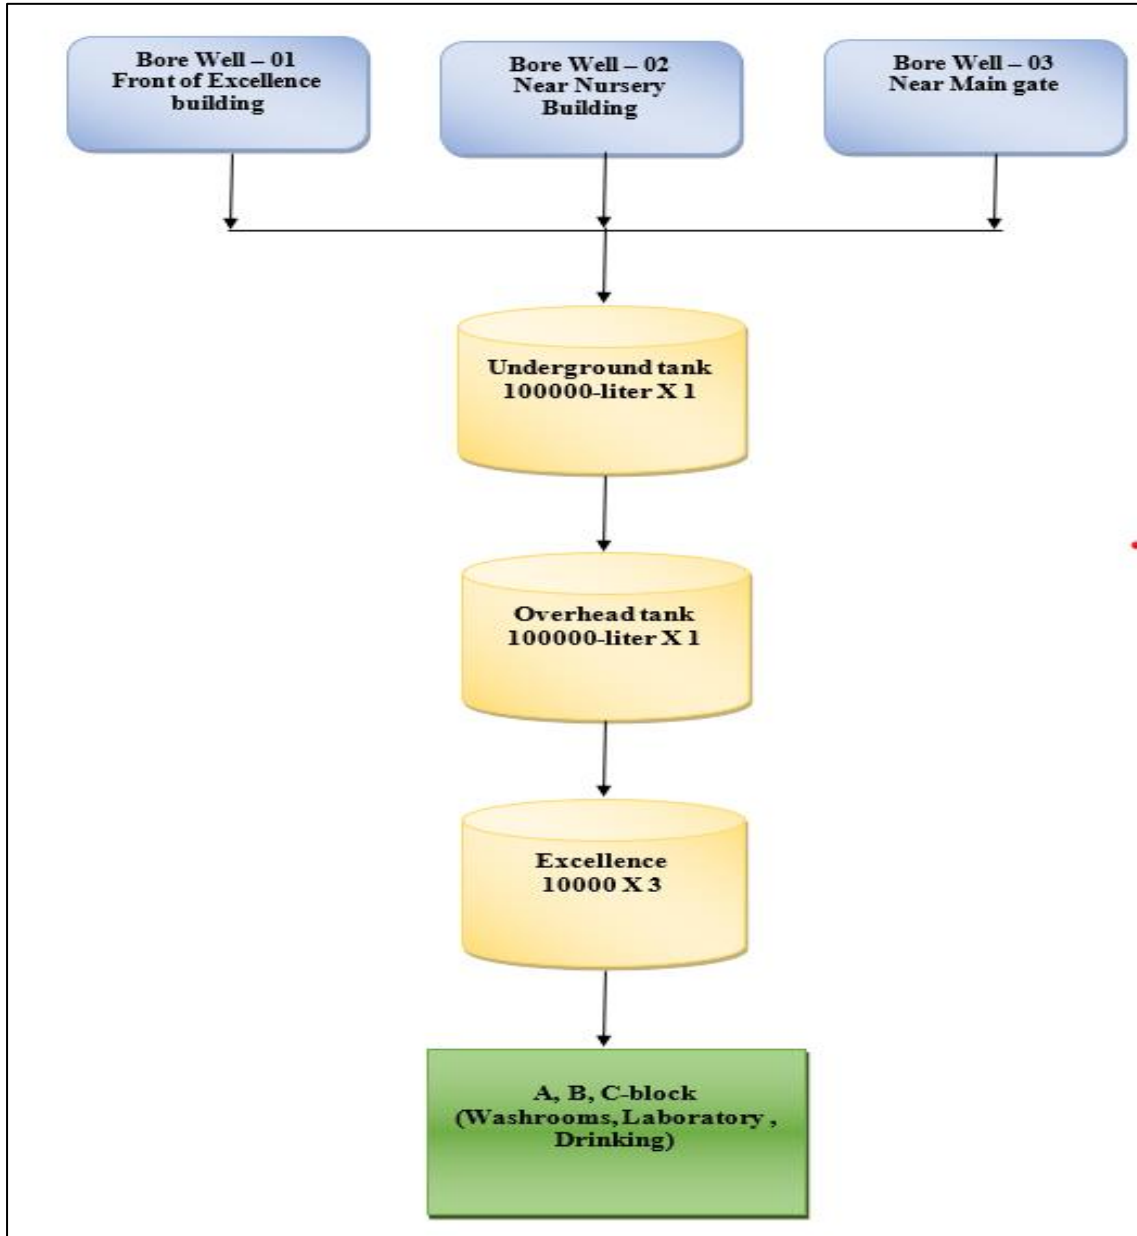 Bore Well – 01
Front of Excellence
building
Bore Well – 02
Near Nursery
Building
Bore Well – 03
Near Main gate
Underground tank
100000-liter X 1
Overhead tank
100000-liter X 1
Excellence
10000 X 3
A, B, C-block
(Washrooms, Laboratory ,
Drinking)